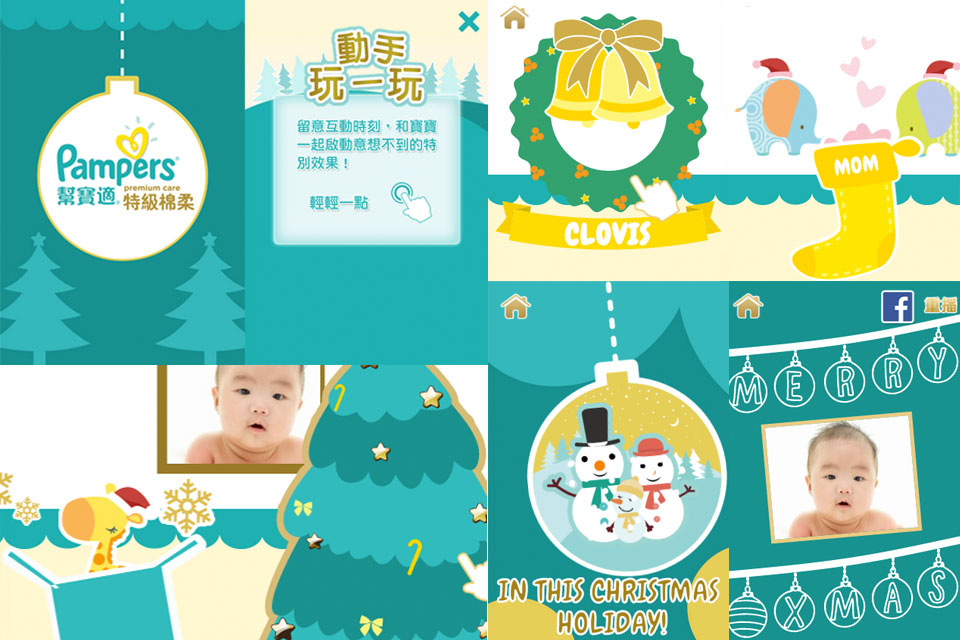 Pampers
premium care
幫寶適® 特級棉柔
動手
玩一玩
留意互動時刻，和寶寶
一起啟動意想不到的特
別效果！
輕輕一點
CLOVIS
MOM
IN THIS CHRISTMAS
HOLIDAY!
f 重播
MERRY
XMAS